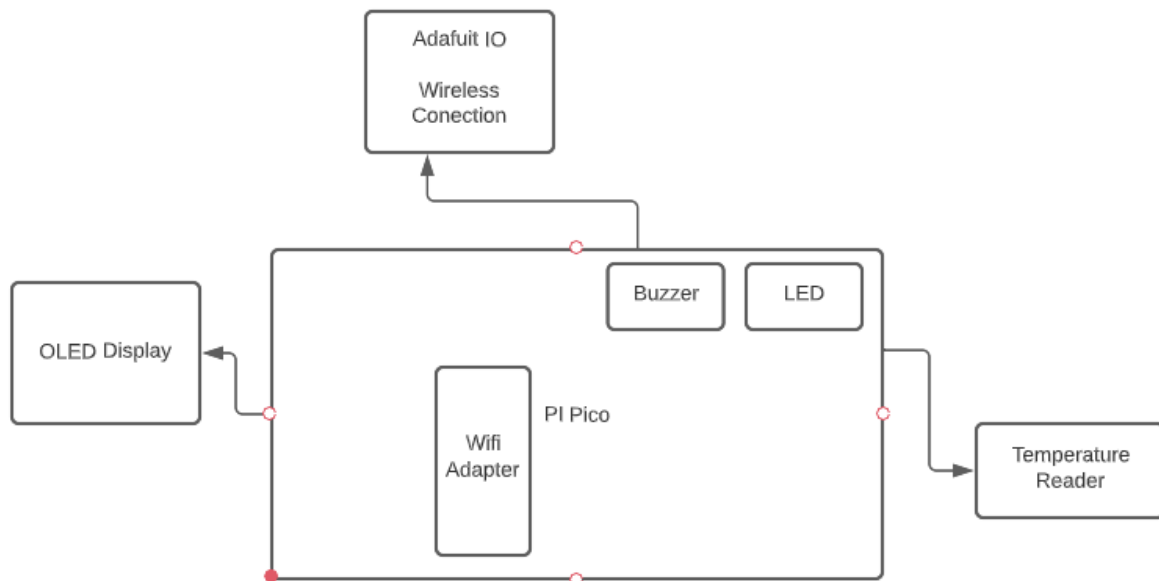 Adafuit IO
Wireless
Conection
Buzzer
LED
OLED Display
PI Pico
Wifi
Adapter
Temperature
Reader